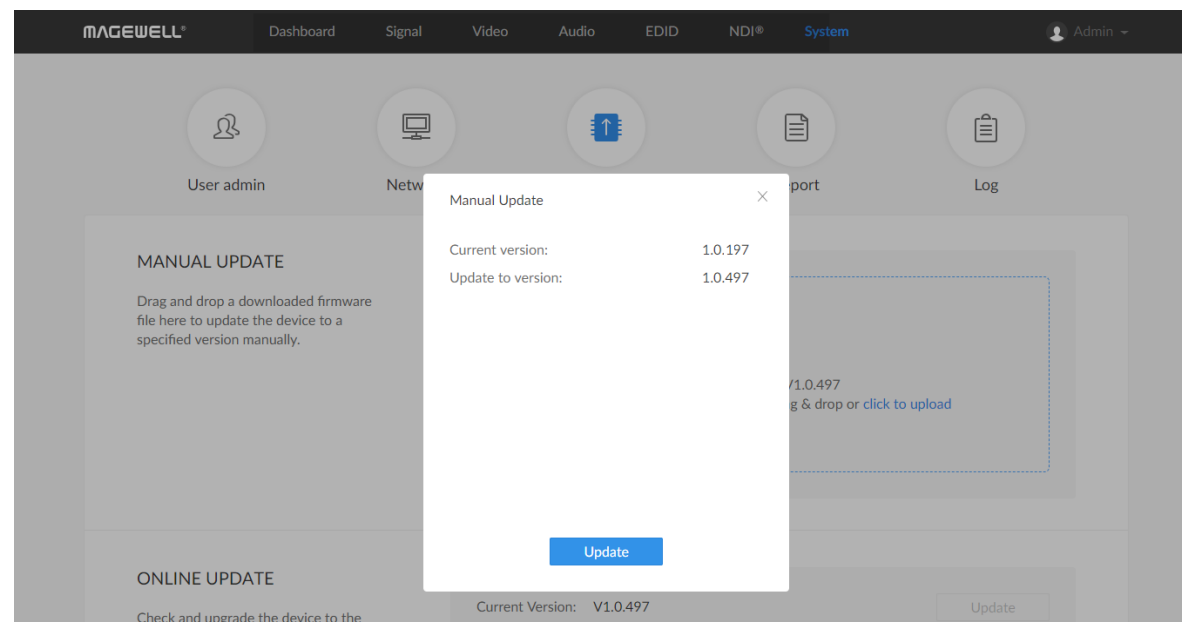 MAGEWELL®
Dashboard Signal Video Audio EDID NDI® System Admin
User admin Netw port Log
Manual Update
Current version: 1.0.197
Update to version: 1.0.497
Update
MANUAL UPDATE
Drag and drop a downloaded firmware
file here to update the device to a
specified version manually.
V1.0.497
g & drop or click to upload
ONLINE UPDATE
Check and upgrade the device to the
Current Version: V1.0.497
Update